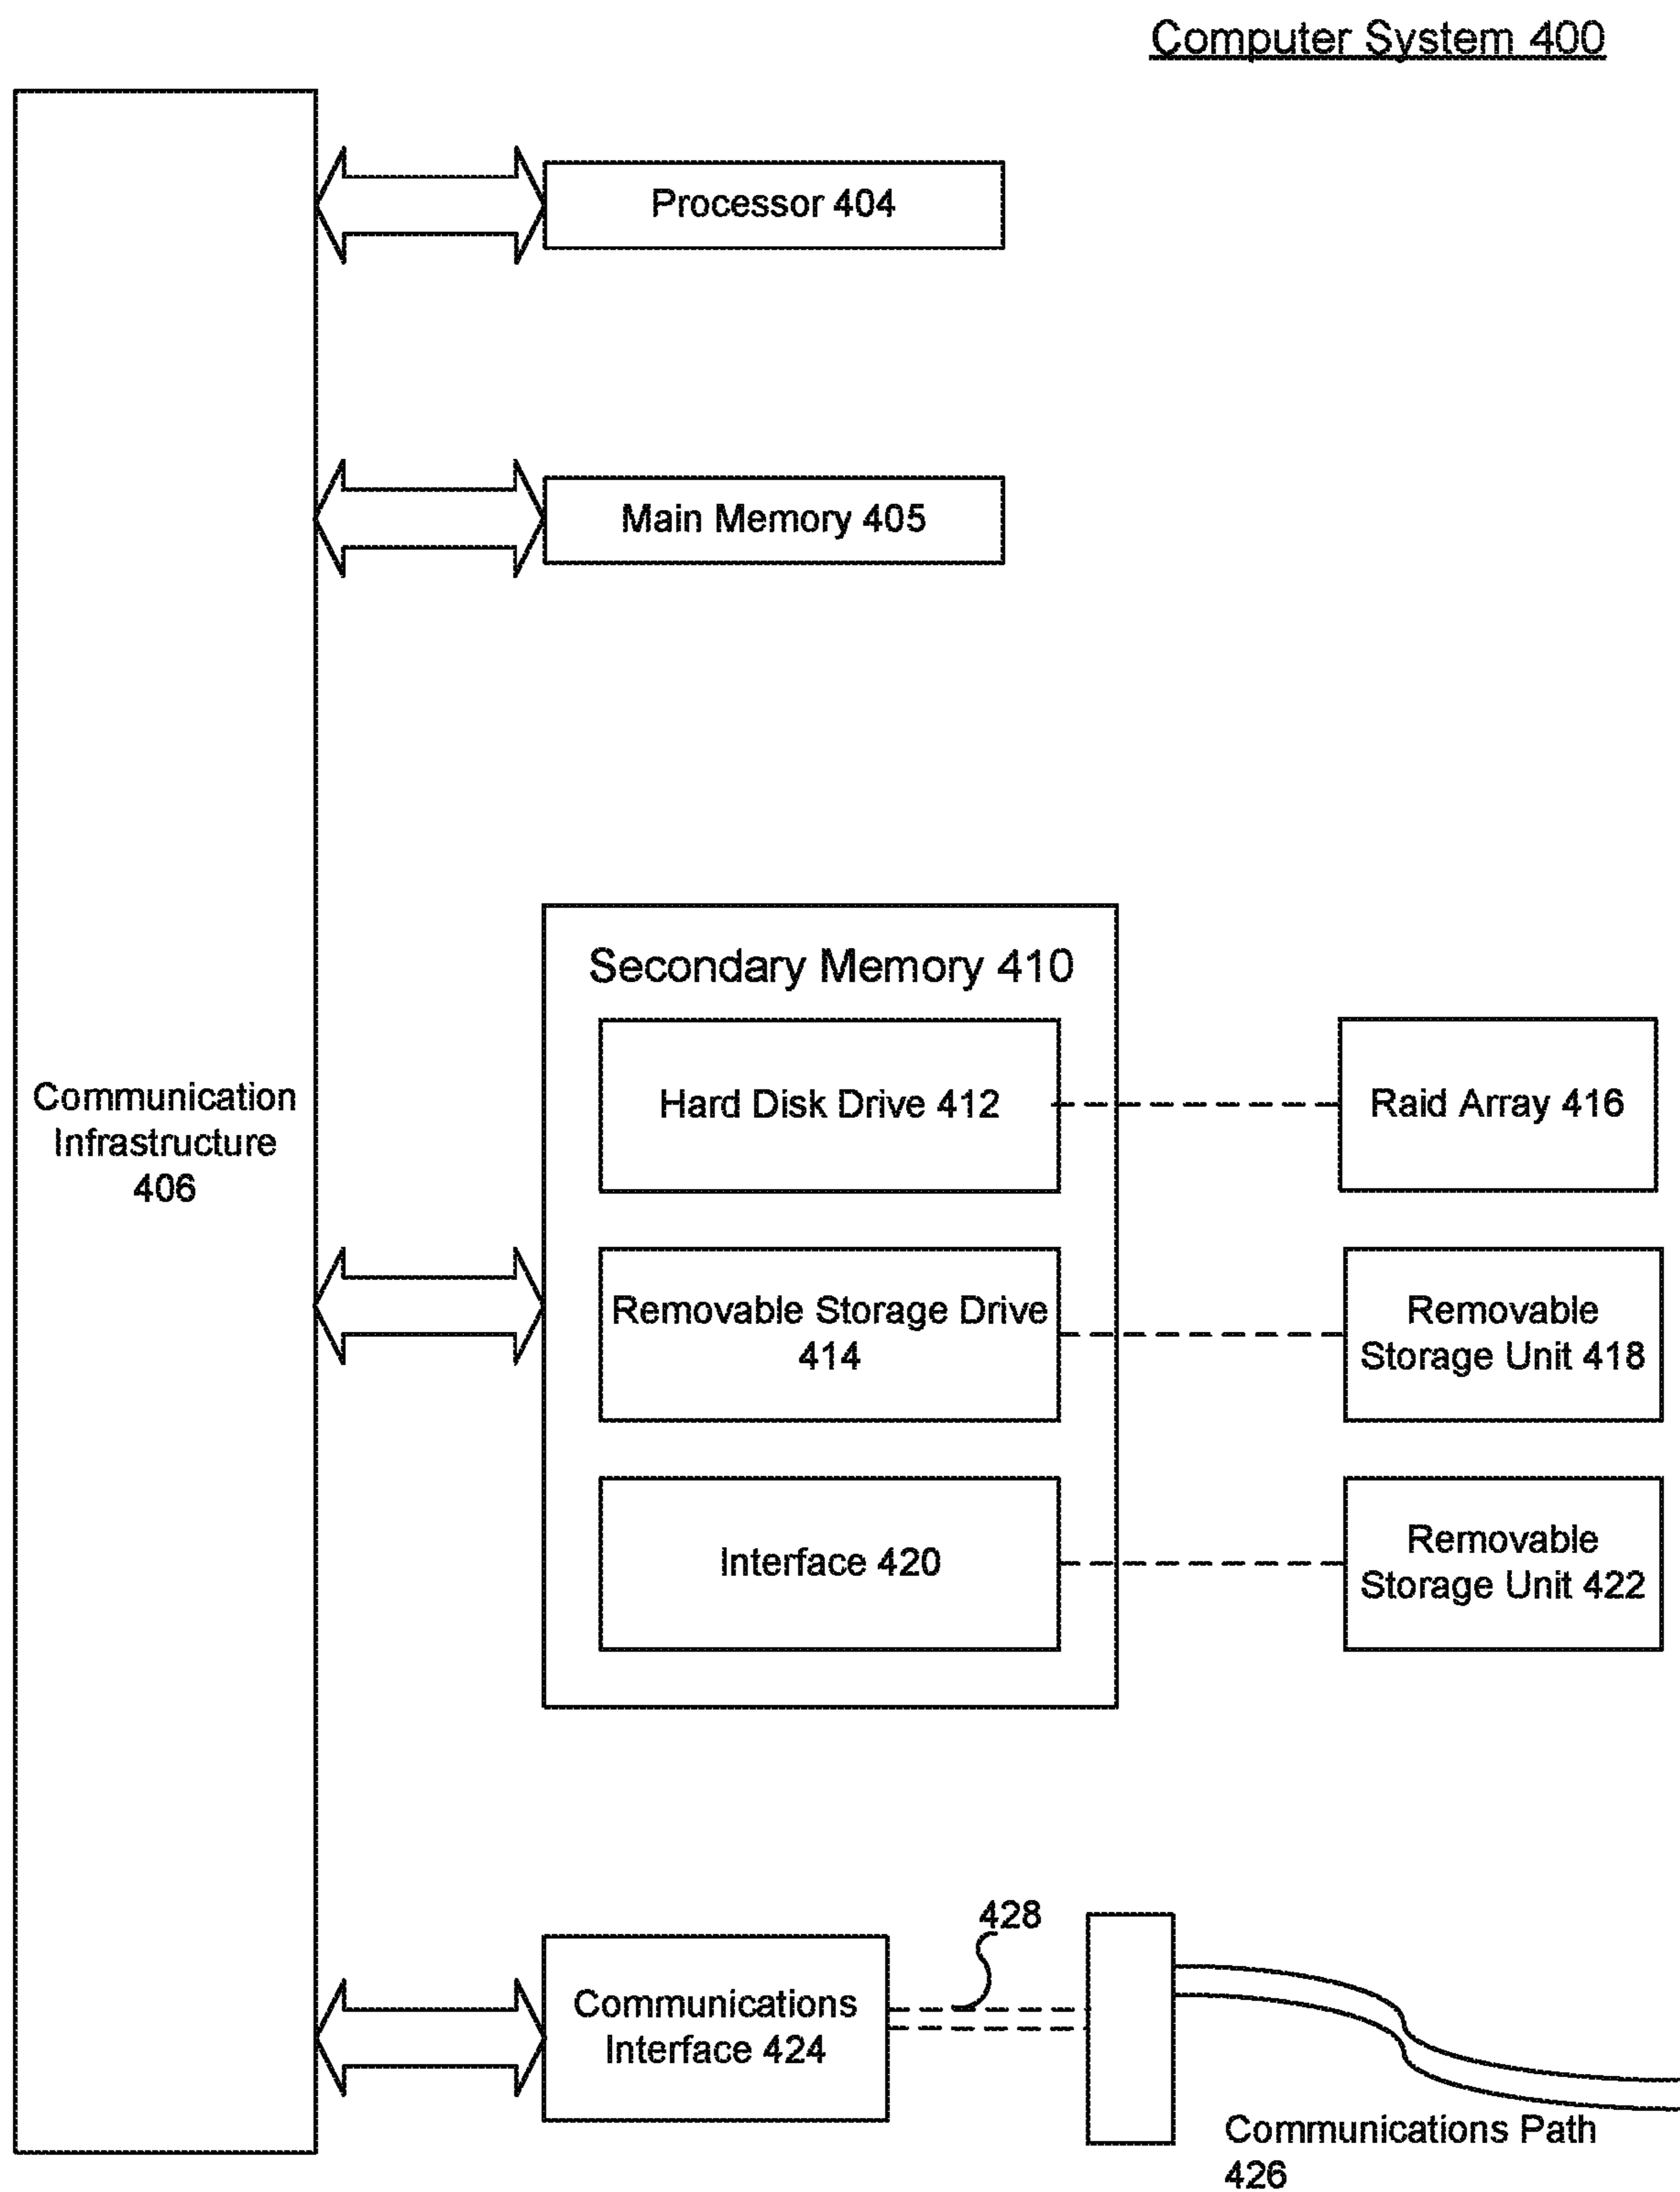 Computer System 400
Processor 404
Main Memory 405
Communication
Infrastructure
406
Secondary Memory 410
Hard Disk Drive 412
Raid Array 416
Removable Storage Drive
414
Removable
Storage Unit 418
Interface 420
Removable
Storage Unit 422
428
Communications
Interface 424
Communications Path
426